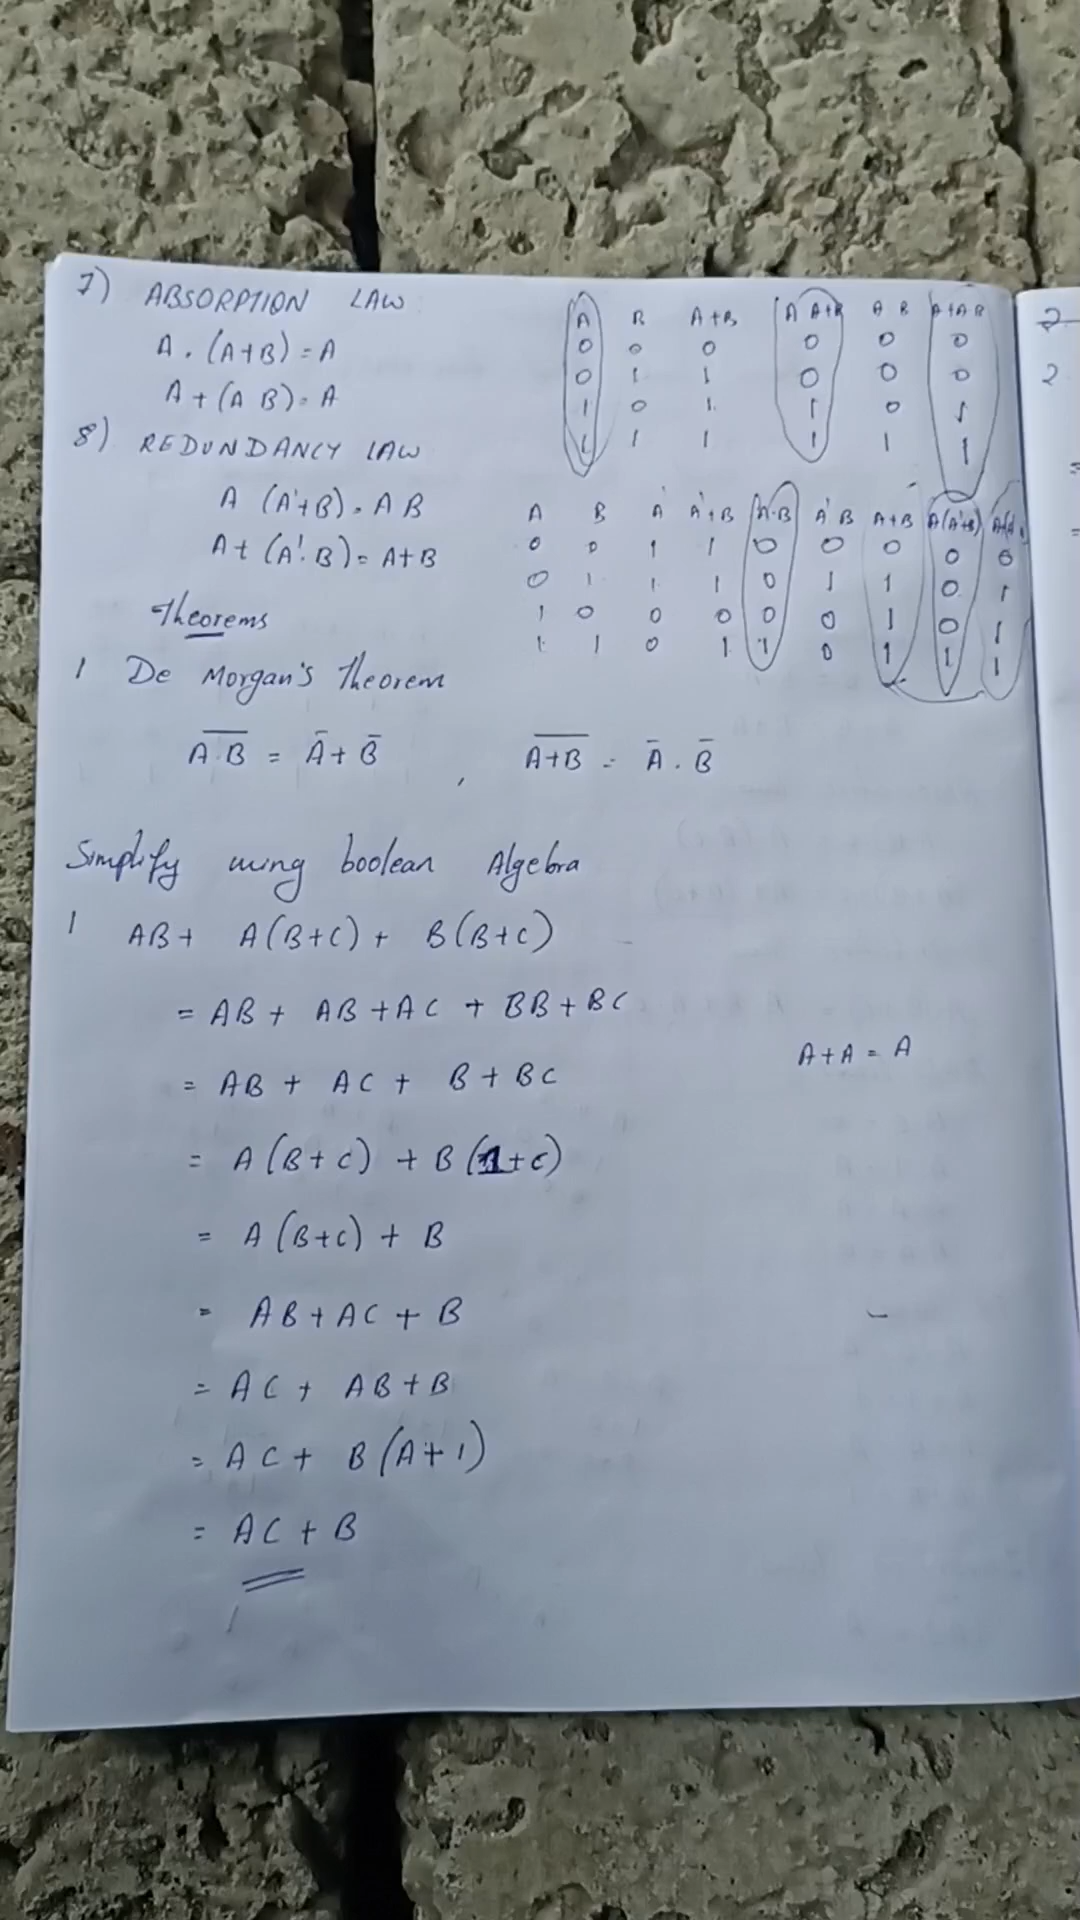 7) ABSORPTION LAW
A . (A+B) = A
A + (A B) = A
A B A+B A A+B A B A+A B
0 0 0 0 0 0
0 1 1 0 0 0
1 0 1 1 0 1
1 1 1 1 1 1
8) REDUNDANCY LAW
A (A'+B) = A B
A + (A'.B) = A+B
A B A' A'+B A.B A'B A+B A(A'+B)
0 0 1 1 0 0 0 0 0
0 1 1 1 0 1 1 0 1
1 0 0 0 0 0 1 0 1
1 1 0 1 1 0 1 1 1
Theorems
1 De Morgan's Theorem
A̅.̅B̅ = A̅ + B̅ , A̅+̅B̅ = A̅ . B̅
Simplify using boolean Algebra
1 AB + A(B+C) + B(B+C)
= AB + AB + AC + BB + BC
A+A = A
= AB + AC + B + BC
= A(B+C) + B(1+C)
= A(B+C) + B
= AB + AC + B
= AC + AB + B
= AC + B(A+1)
= AC + B
2
2
=
=